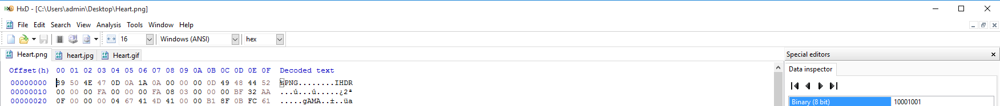 HxD - [C:\Users\admin\Desktop\Heart.png]
File Edit Search View Analysis Tools Window Help
16 Windows (ANSI) hex
Heart.png heart.jpg Heart.gif
Special editors
Offset(h) 00 01 02 03 04 05 06 07 08 09 0A 0B 0C 0D 0E 0F Decoded text
Data inspector
00000000 89 50 4E 47 0D 0A 1A 0A 00 00 00 0D 49 48 44 52 ‰PNG........IHDR
00000010 00 00 00 FA 00 00 00 FA 08 03 00 00 00 BF 32 AA ...ú...ú.....¿2ª
00000020 0F 00 00 00 04 67 41 4D 41 00 00 B1 8F 0B FC 61 .....gAMA..±..üa
Binary (8 bit) 10001001